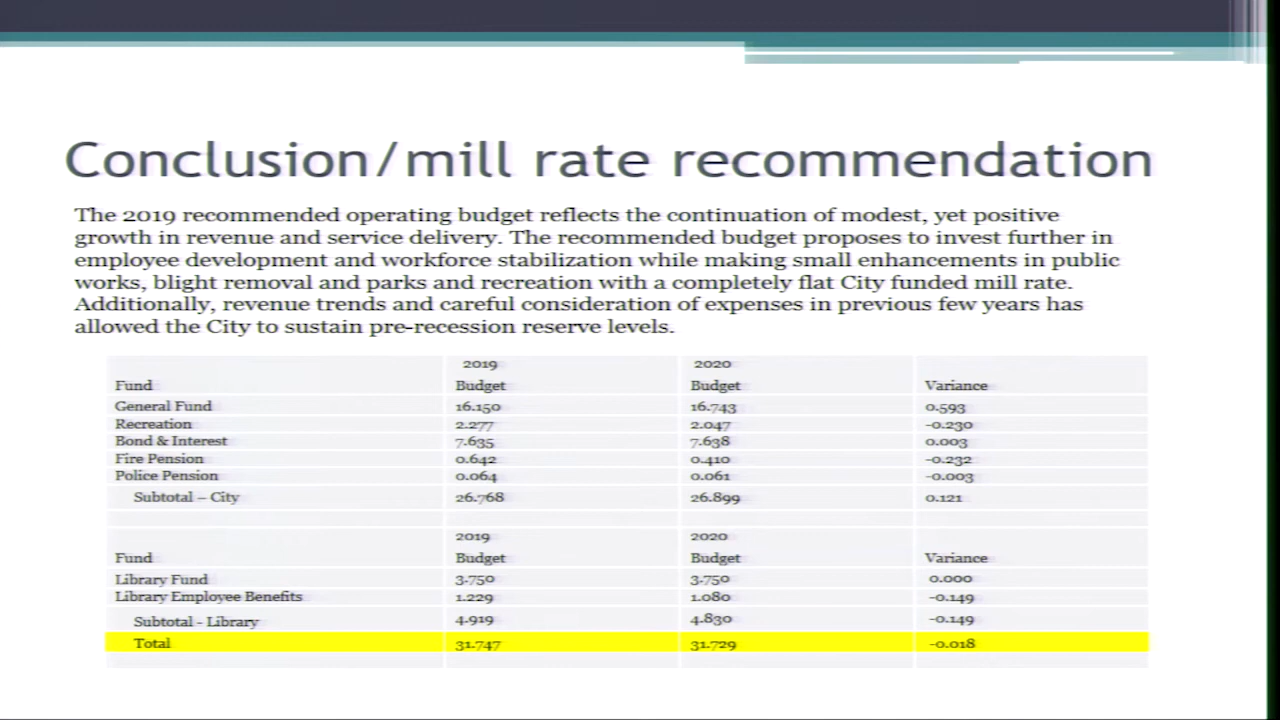 Conclusion/mill rate recommendation
The 2019 recommended operating budget reflects the continuation of modest, yet positive
growth in revenue and service delivery. The recommended budget proposes to invest further in
employee development and workforce stabilization while making small enhancements in public
works, blight removal and parks and recreation with a completely flat City funded mill rate.
Additionally, revenue trends and careful consideration of expenses in previous few years has
allowed the City to sustain pre-recession reserve levels.
2019 2020
Fund Budget Budget Variance
General Fund 16.150 16.743 0.593
Recreation 2.277 2.047 -0.230
Bond & Interest 7.635 7.638 0.003
Fire Pension 0.642 0.410 -0.232
Police Pension 0.064 0.061 -0.003
Subtotal – City 26.768 26.899 0.121
2019 2020
Fund Budget Budget Variance
Library Fund 3.750 3.750 0.000
Library Employee Benefits 1.229 1.080 -0.149
Subtotal - Library 4.919 4.830 -0.149
Total 31.747 31.729 -0.018